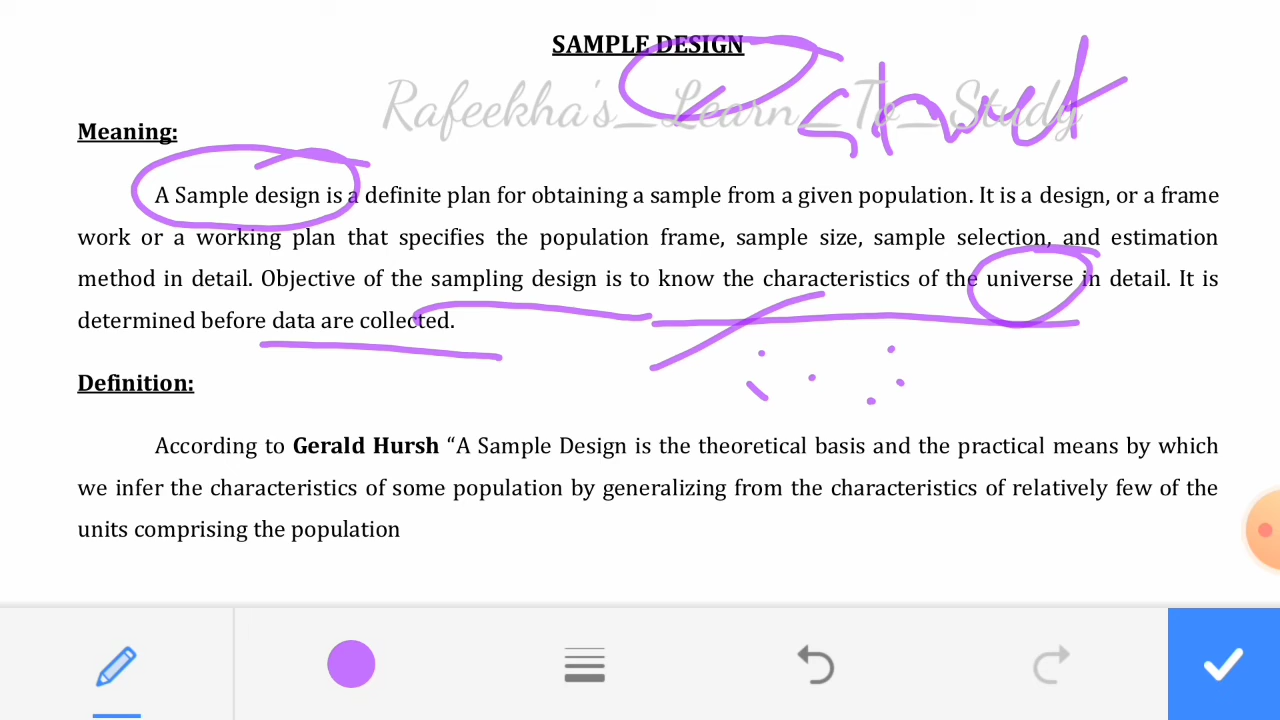 SAMPLE DESIGN
Rafeekha's_Learn_To_Study
Meaning:
A Sample design is a definite plan for obtaining a sample from a given population. It is a design, or a frame
work or a working plan that specifies the population frame, sample size, sample selection, and estimation
method in detail. Objective of the sampling design is to know the characteristics of the universe in detail. It is
determined before data are collected.
Definition:
According to Gerald Hursh “A Sample Design is the theoretical basis and the practical means by which
we infer the characteristics of some population by generalizing from the characteristics of relatively few of the
units comprising the population